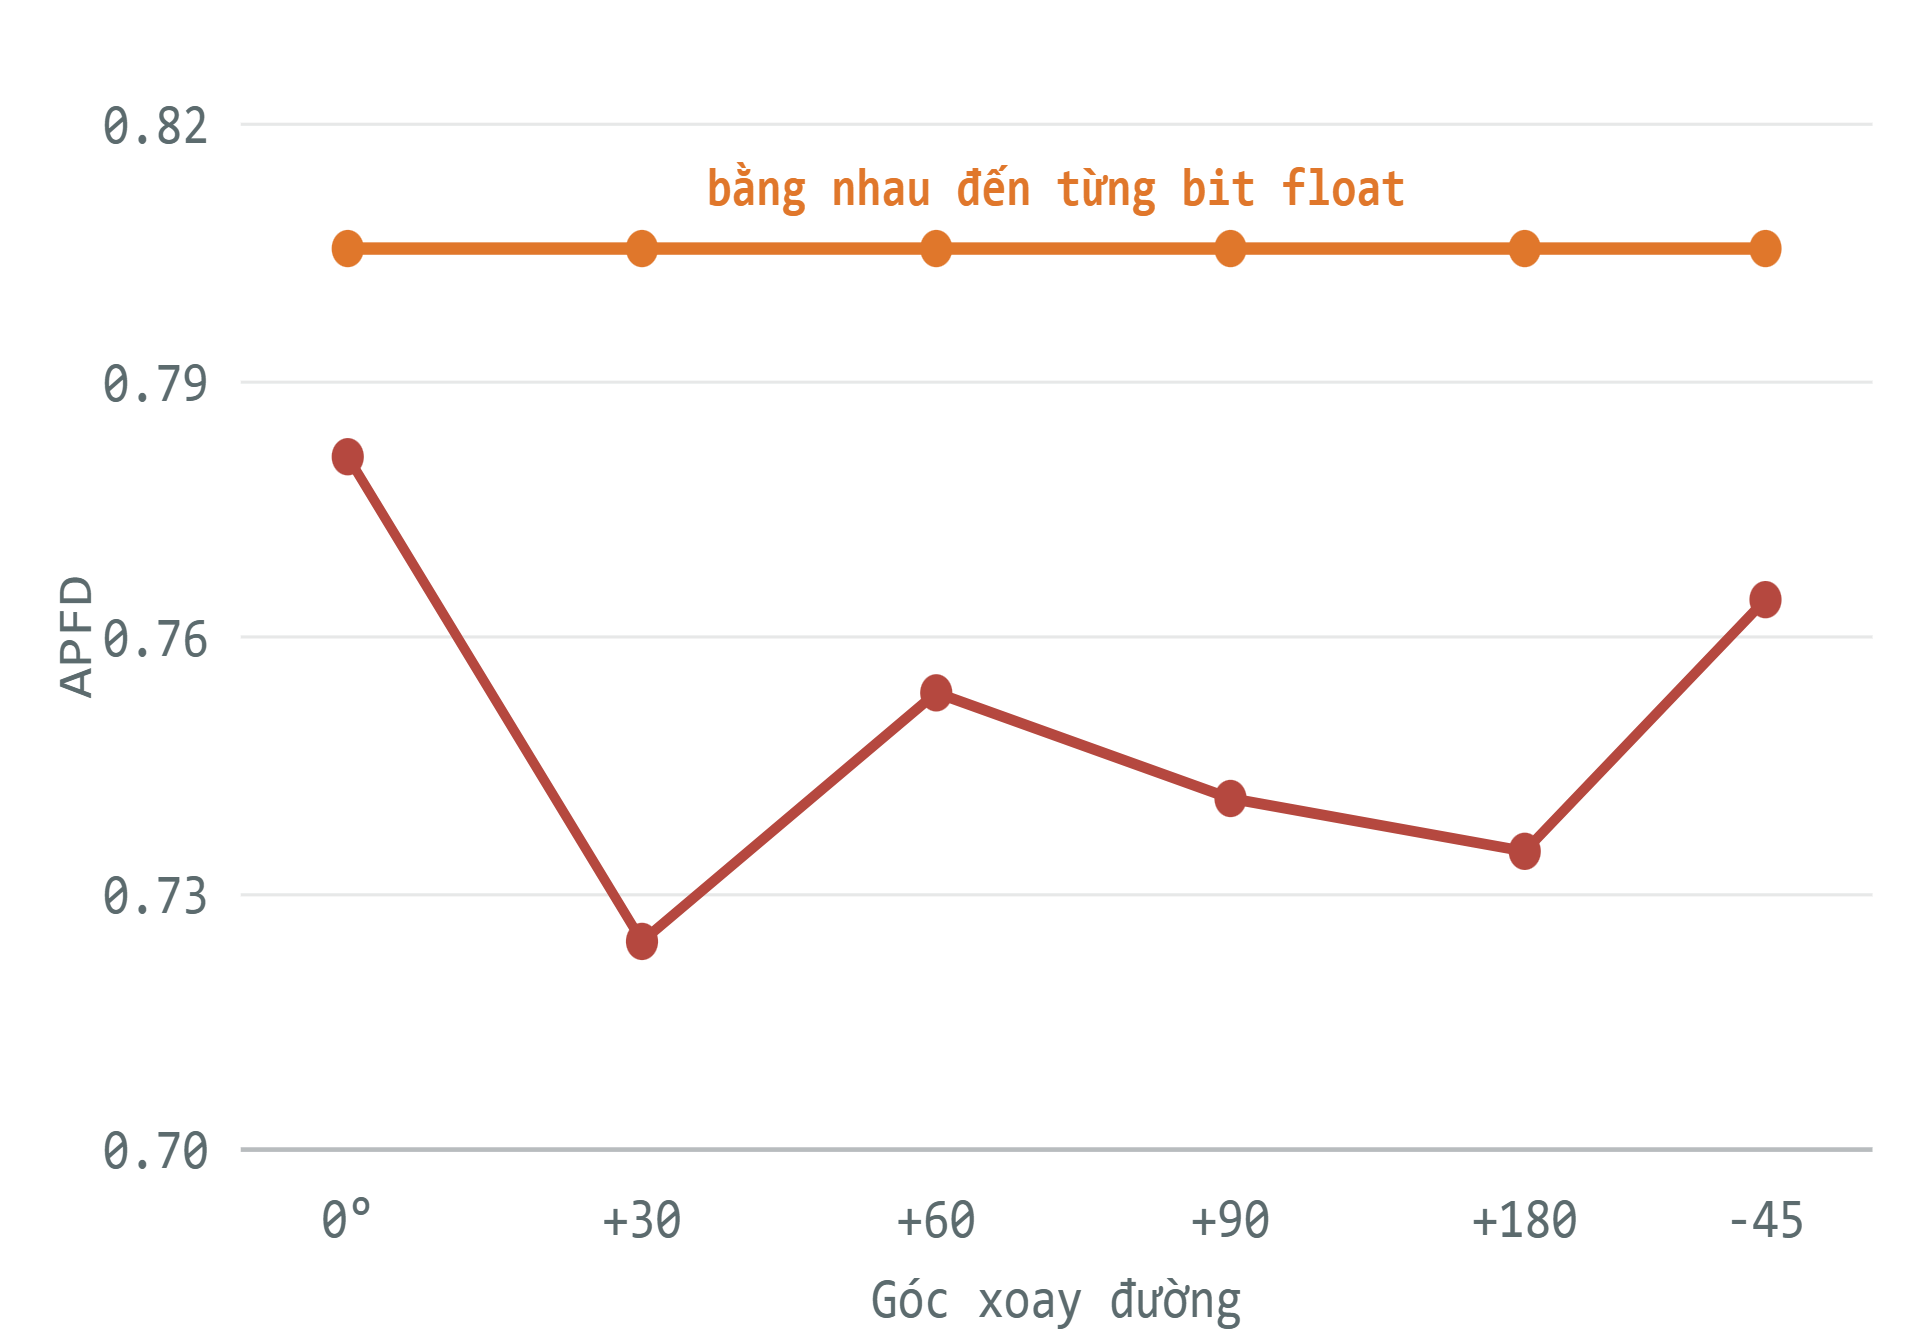 0.82
bằng nhau đến từng bit float
0.79
APFD
0.76
0.73
0.70
0° +30 +60 +90 +180 -45
Góc xoay đường